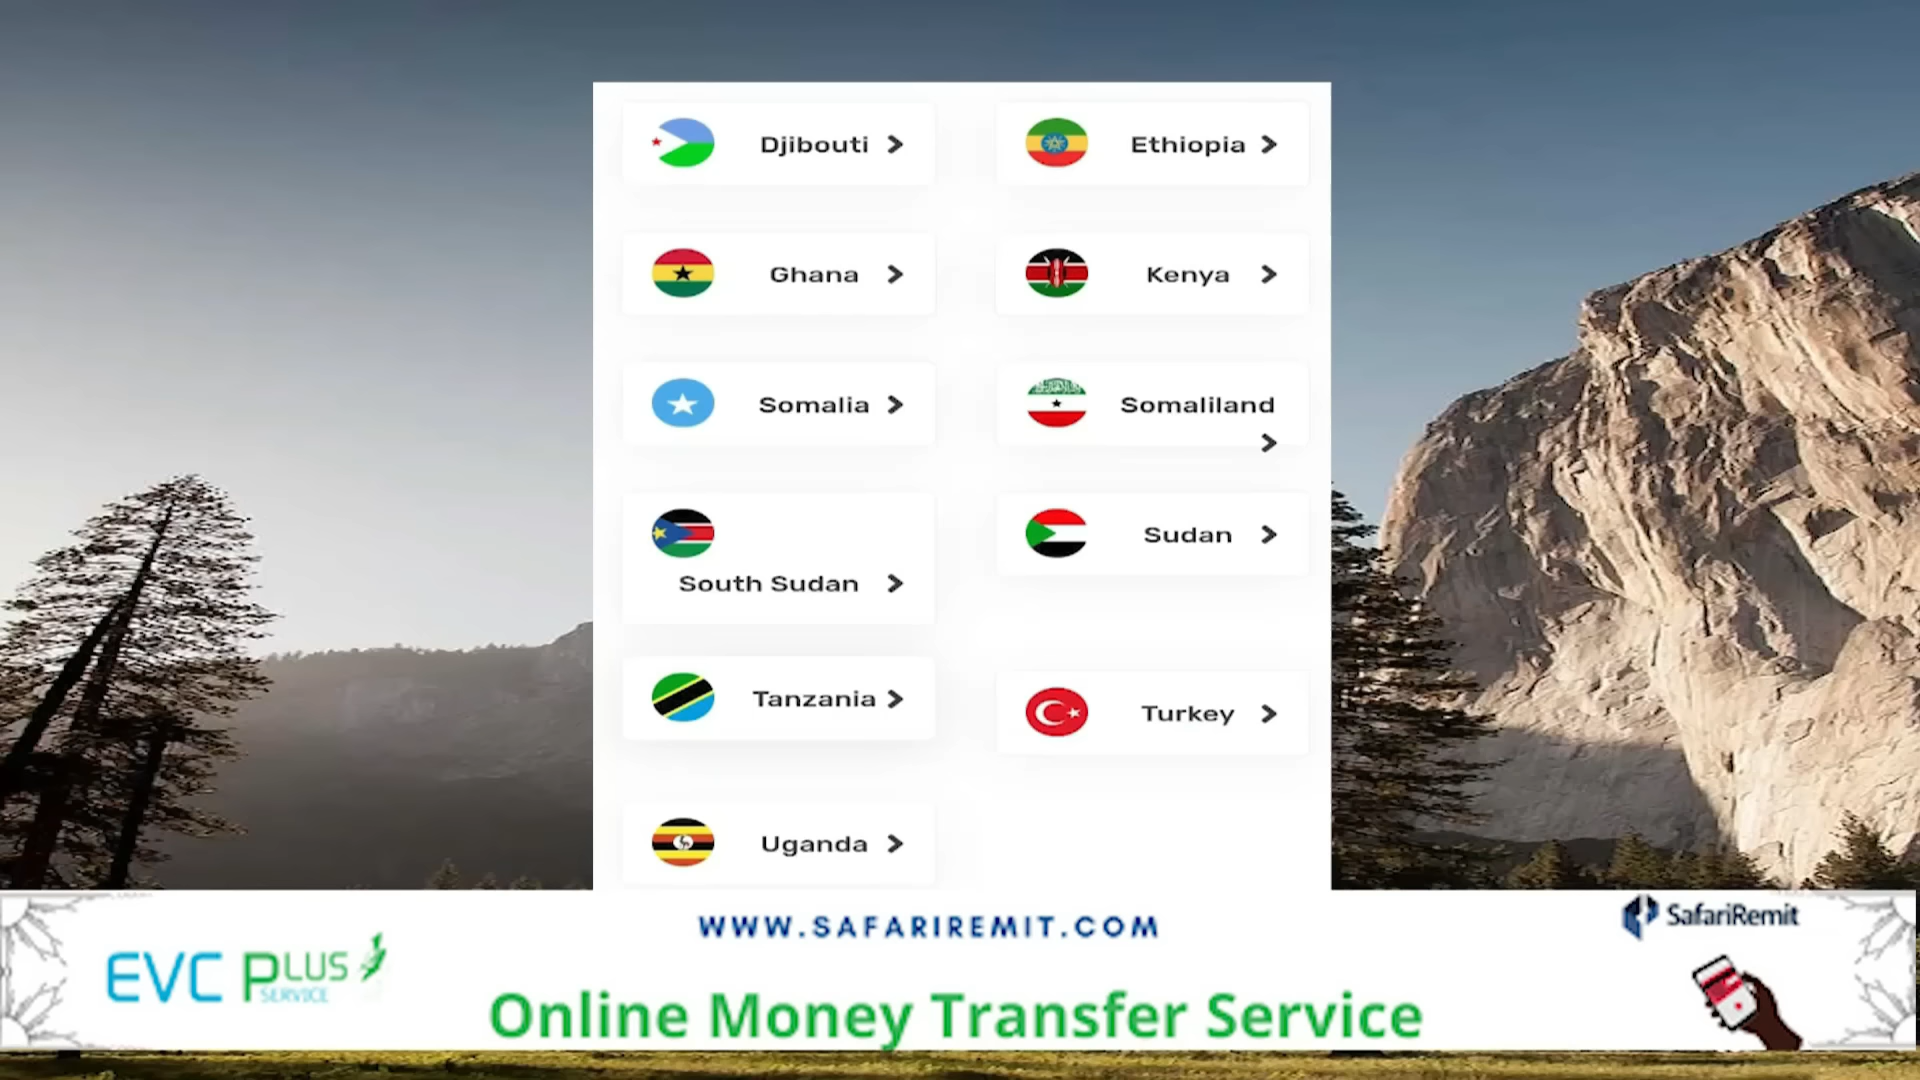 Djibouti
Ethiopia
Ghana
Kenya
Somalia
Somaliland
South Sudan
Sudan
Tanzania
Turkey
Uganda
WWW.SAFARIREMIT.COM
SafariRemit
EVC PLUS
SERVICE
Online Money Transfer Service